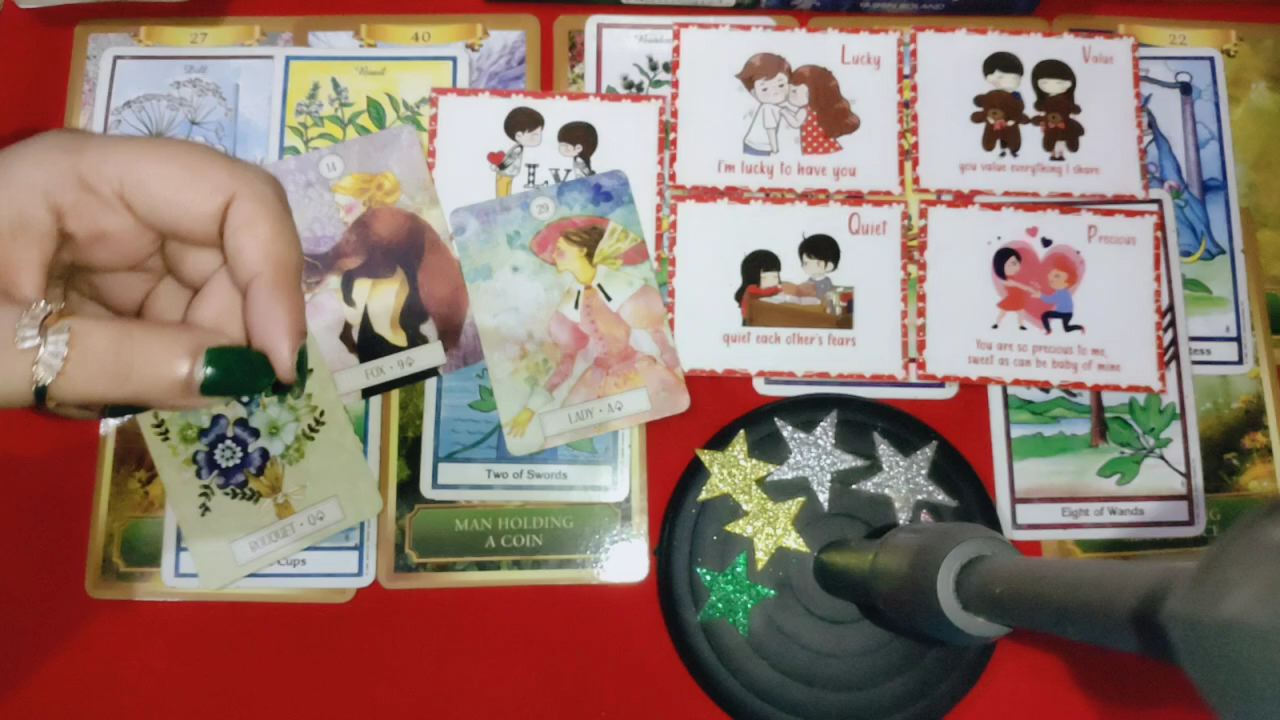 27
40
22
Dill
Lucky
I'm lucky to have you
Value
you value everything I share
14
29
Quiet
quiet each other's fears
Precious
You are so precious to me,
sweet as can be baby of mine
FOX • 9♤
LADY • A♤
BOUQUET • Q♤
Cups
Two of Swords
MAN HOLDING
A COIN
Eight of Wands